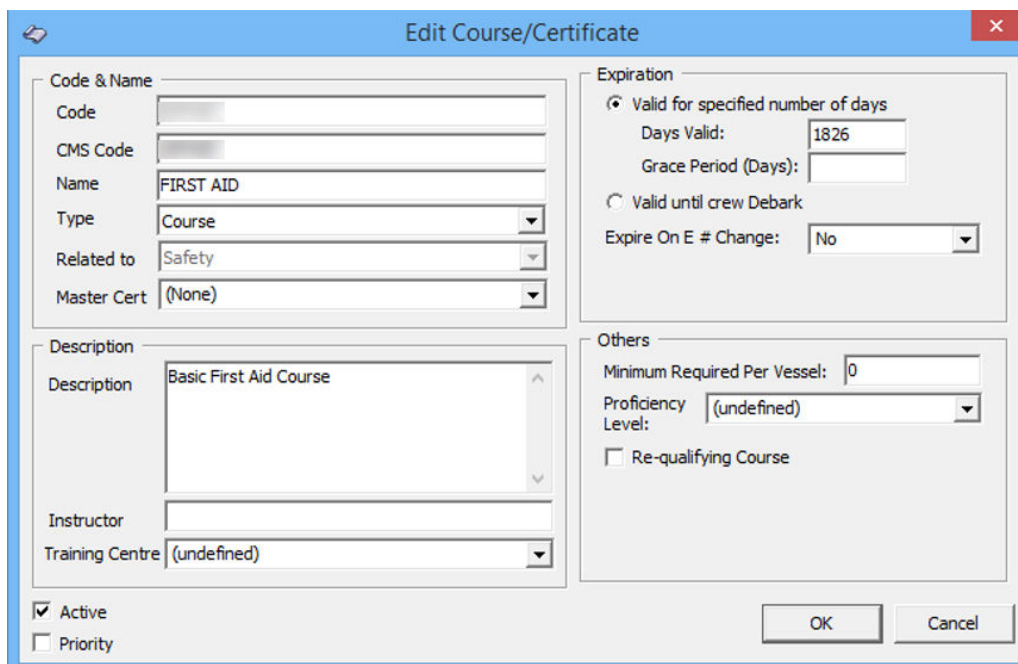 Edit Course/Certificate
Code & Name
Code
CMS Code
Name FIRST AID
Type Course
Related to Safety
Master Cert (None)
Expiration
Valid for specified number of days
Days Valid: 1826
Grace Period (Days):
Valid until crew Debark
Expire On E # Change: No
Description
Description Basic First Aid Course
Instructor
Training Centre (undefined)
Others
Minimum Required Per Vessel: 0
Proficiency
Level: (undefined)
Re-qualifying Course
Active
Priority
OK Cancel